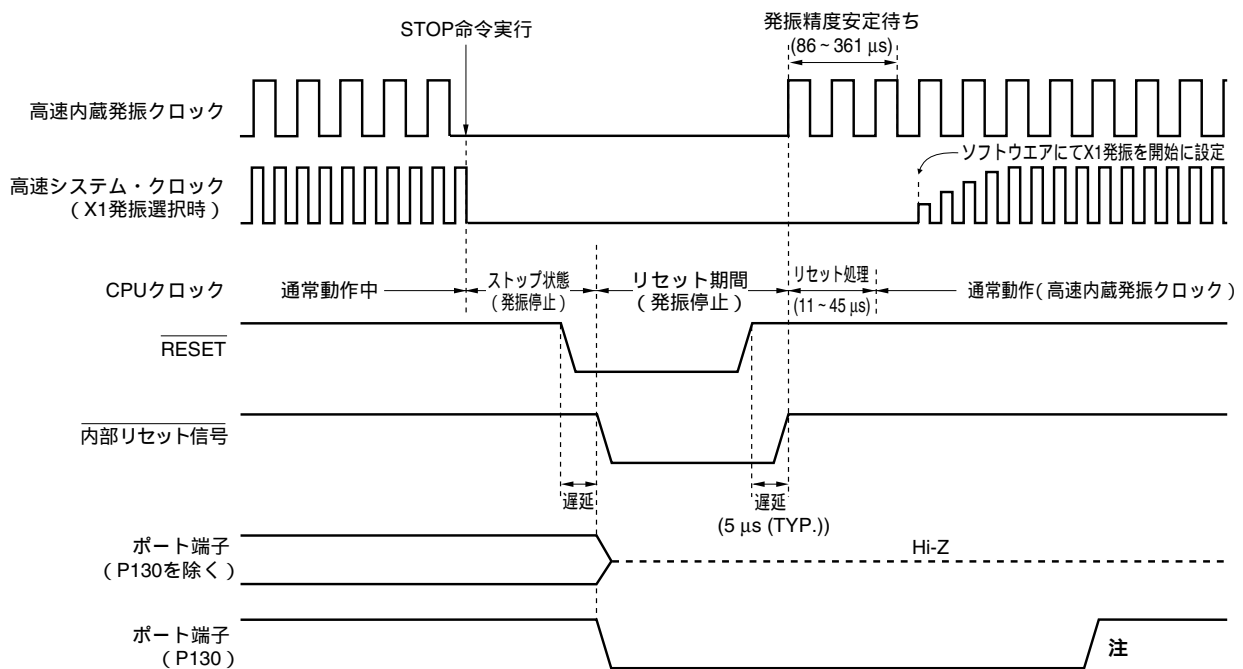 STOP命令実行
発振精度安定待ち
(86~361 μs)
高速内蔵発振クロック
ソフトウエアにてX1発振を開始に設定
高速システム・クロック
(X1発振選択時)
CPUクロック
通常動作中
ストップ状態
(発振停止)
リセット期間
(発振停止)
リセット処理
(11~45 μs)
通常動作(高速内蔵発振クロック)
RESET
内部リセット信号
遅延
遅延
(5 μs (TYP.))
ポート端子
(P130を除く)
Hi-Z
ポート端子
(P130)
注